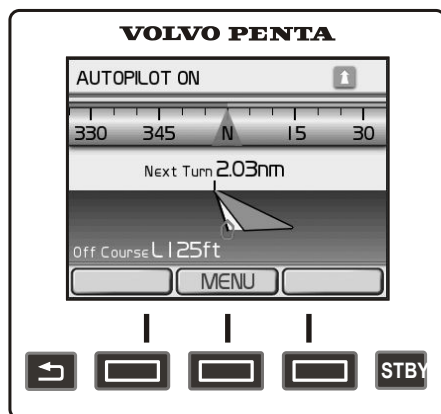 VOLVO PENTA
AUTOPILOT ON
330 345 N 15 30
Next Turn 2.03nm
Off Course L125ft
MENU
STBY